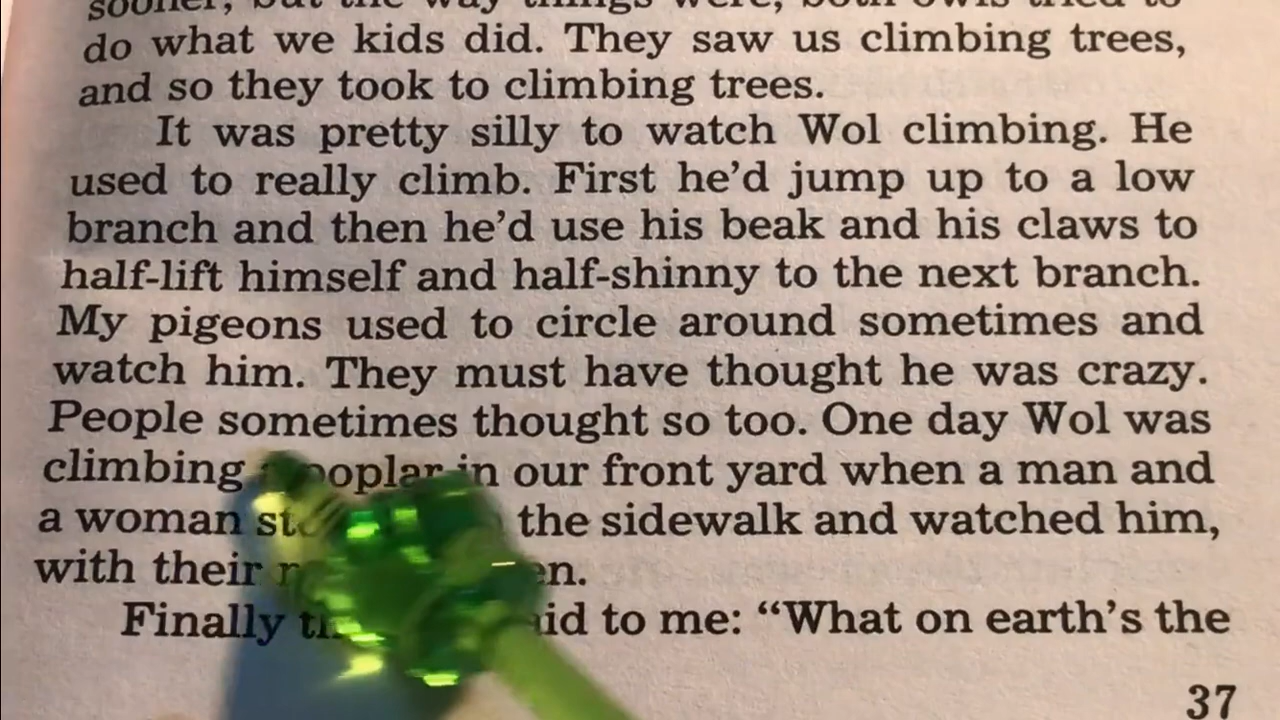 sooner, but the way things were, both owls tried to
do what we kids did. They saw us climbing trees,
and so they took to climbing trees.
It was pretty silly to watch Wol climbing. He
used to really climb. First he'd jump up to a low
branch and then he'd use his beak and his claws to
half-lift himself and half-shinny to the next branch.
My pigeons used to circle around sometimes and
watch him. They must have thought he was crazy.
People sometimes thought so too. One day Wol was
climbing poplar in our front yard when a man and
a woman the sidewalk and watched him,
with their
Finally to me: “What on earth's the
37